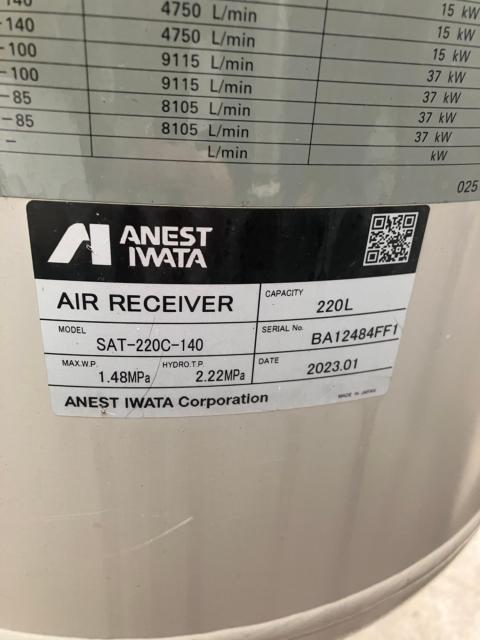 -140 4750 L/min 15 kW
-140 4750 L/min 15 kW
-100 9115 L/min 15 kW
-100 9115 L/min 37 kW
-85 8105 L/min 37 kW
-85 8105 L/min 37 kW
- L/min 37 kW
kW
025
ANEST
IWATA
AIR RECEIVER
CAPACITY 220L
MODEL SAT-220C-140
SERIAL No. BA12484FF1
MAX.W.P. 1.48MPa
HYDRO.T.P. 2.22MPa
DATE 2023.01
ANEST IWATA Corporation
MADE IN JAPAN